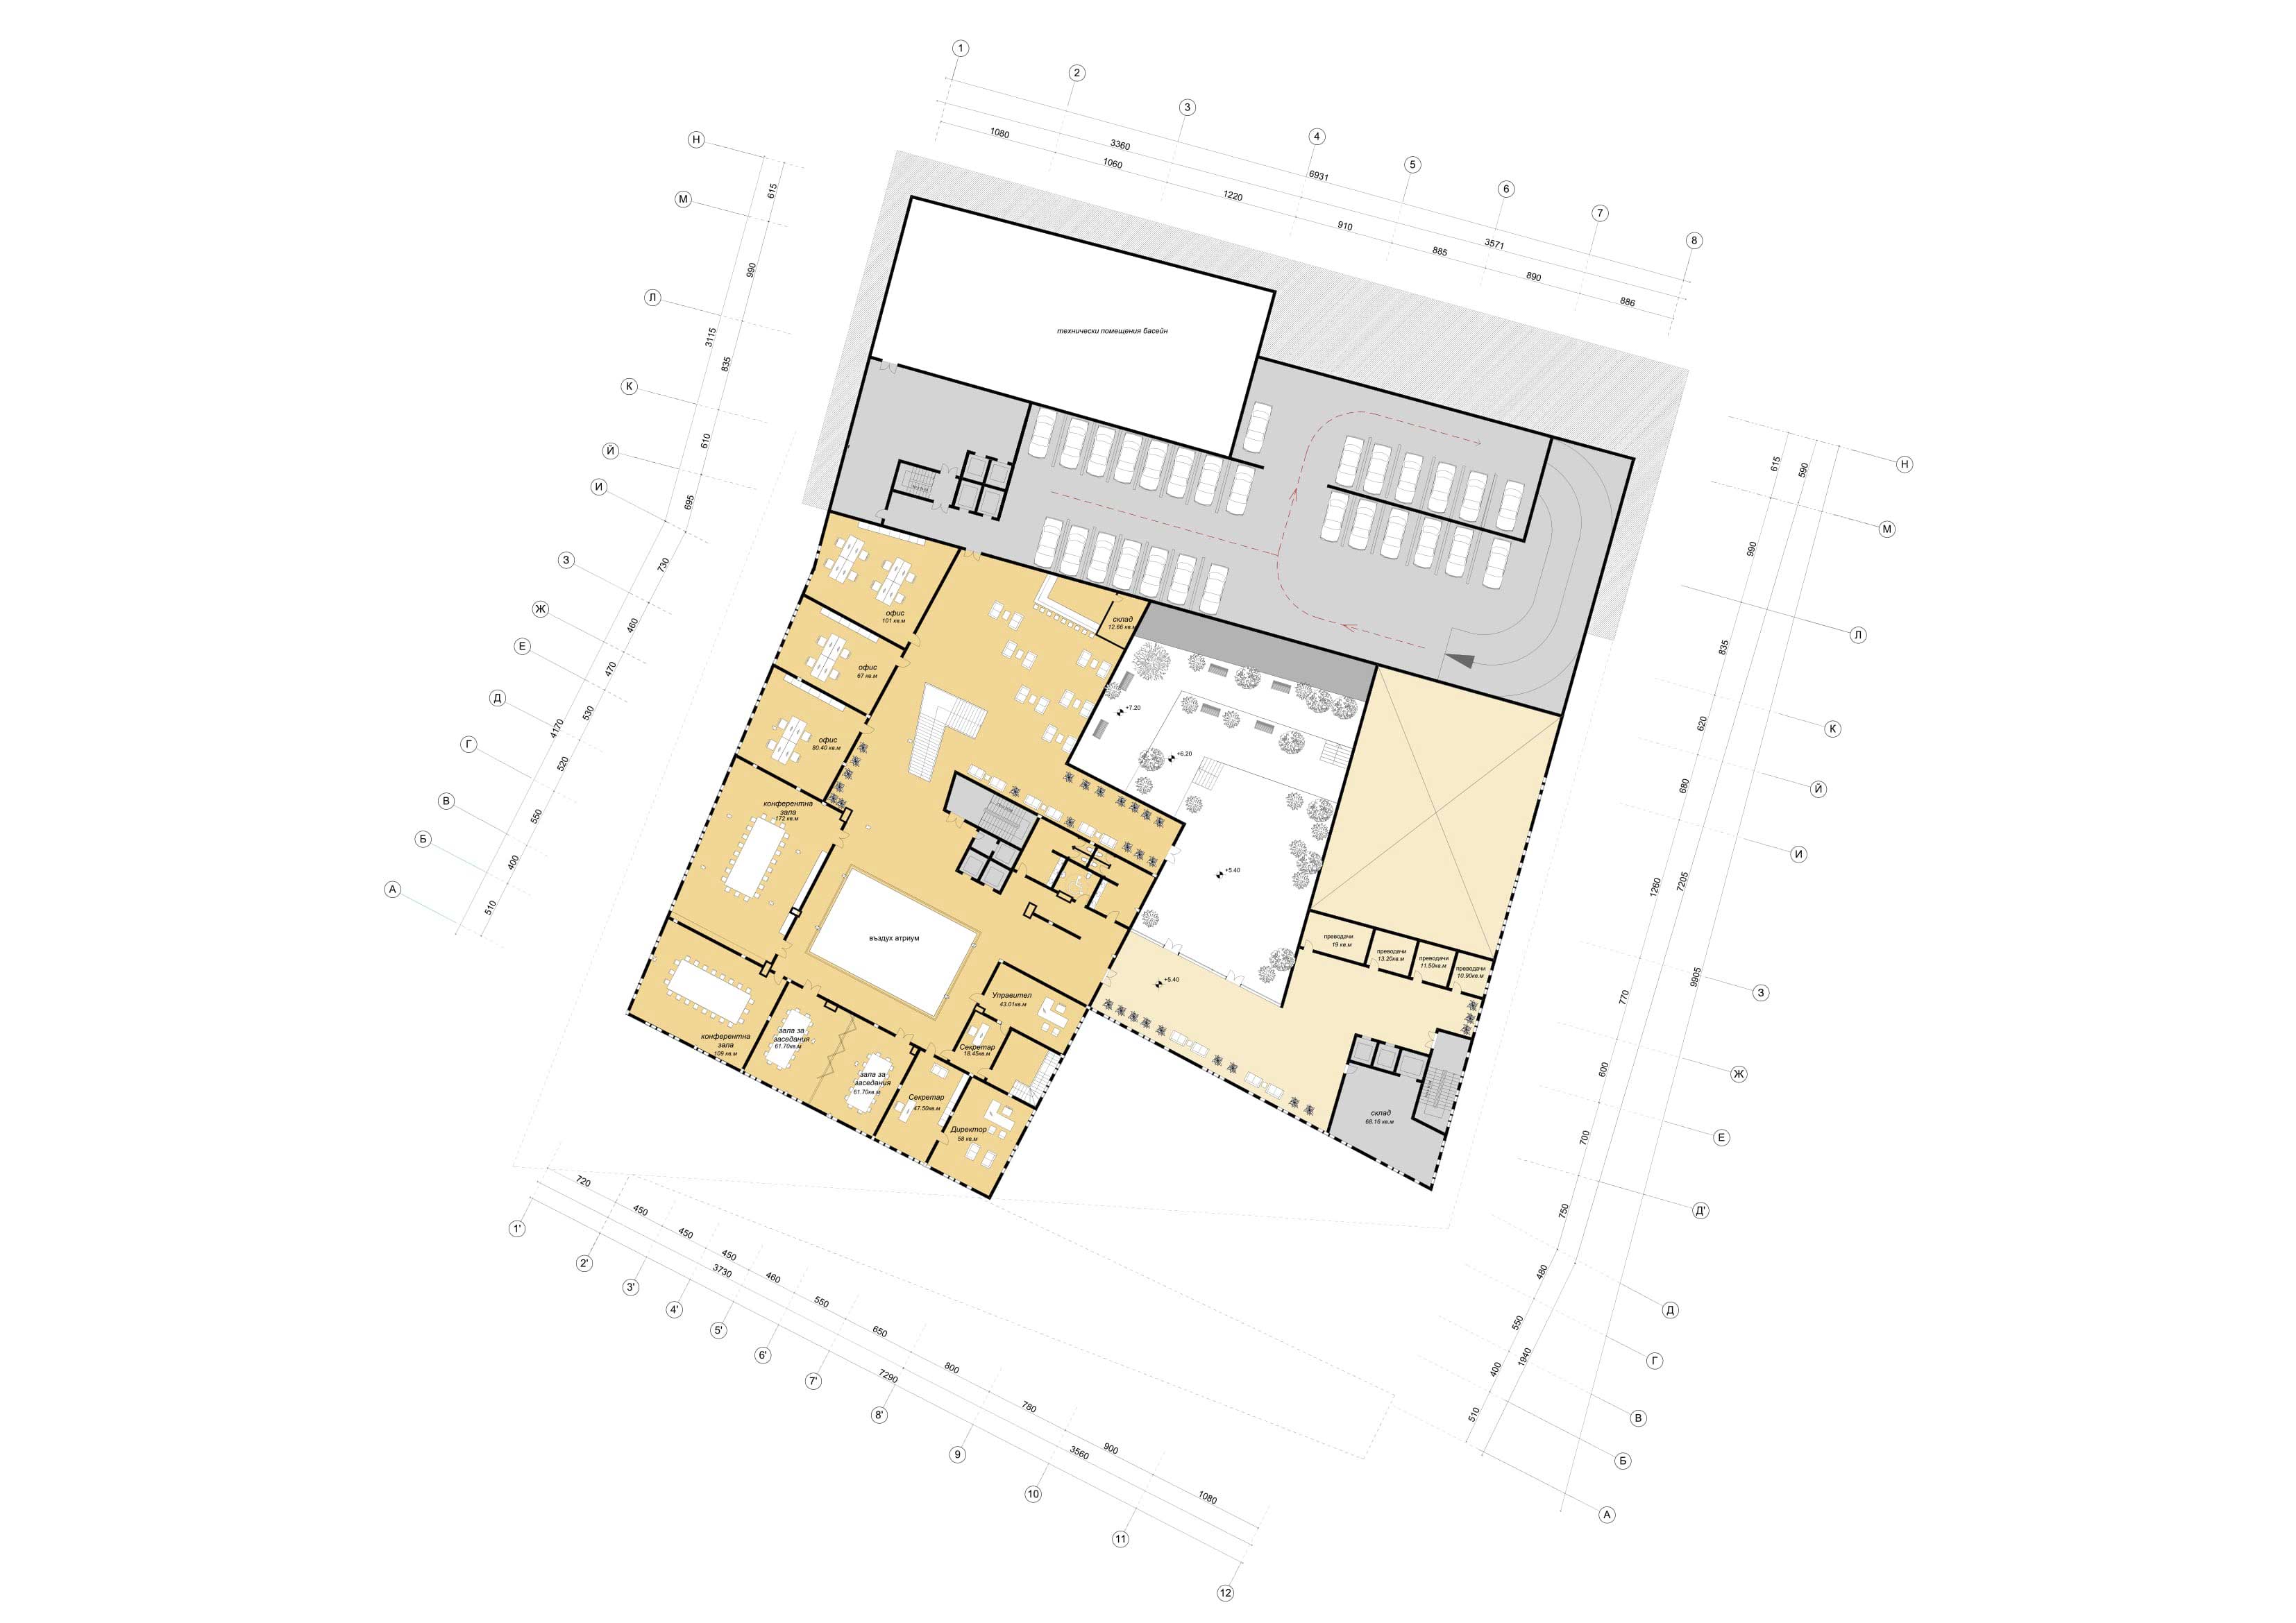 1
2
3
4
5
6
7
8
6931
3360
3571
1080
1060
1220
910
885
890
886
Н
М
Л
К
Й
И
З
Ж
Е
Д
Г
В
Б
А
615
990
3115
835
610
695
730
460
470
530
4170
520
550
400
510
технически помещения басейн
офис
101 кв.м
офис
67 кв.м
офис
80.40 кв.м
склад
12.66 кв.м
конферентна
зала
172 кв.м
въздух атриум
конферентна
зала
109 кв.м
зала за
заседания
61.70кв.м
зала за
заседания
61.70кв.м
Управител
43.01кв.м
Секретар
18.45кв.м
Секретар
47.50кв.м
Директор
58 кв.м
+7.20
+6.20
+5.40
+5.40
преводачи
19 кв.м
преводачи
13.20кв.м
преводачи
11.50кв.м
преводачи
10.90кв.м
склад
68.16 кв.м
Н
М
Л
К
Й
И
З
Ж
Е
Д'
Д
Г
В
Б
А
615
590
990
835
620
680
1260
7205
9905
770
600
700
750
480
550
400
1940
510
720
450
450
450
460
550
650
800
780
900
1080
3730
3560
7290
1'
2'
3'
4'
5'
6'
7'
8'
9
10
11
12